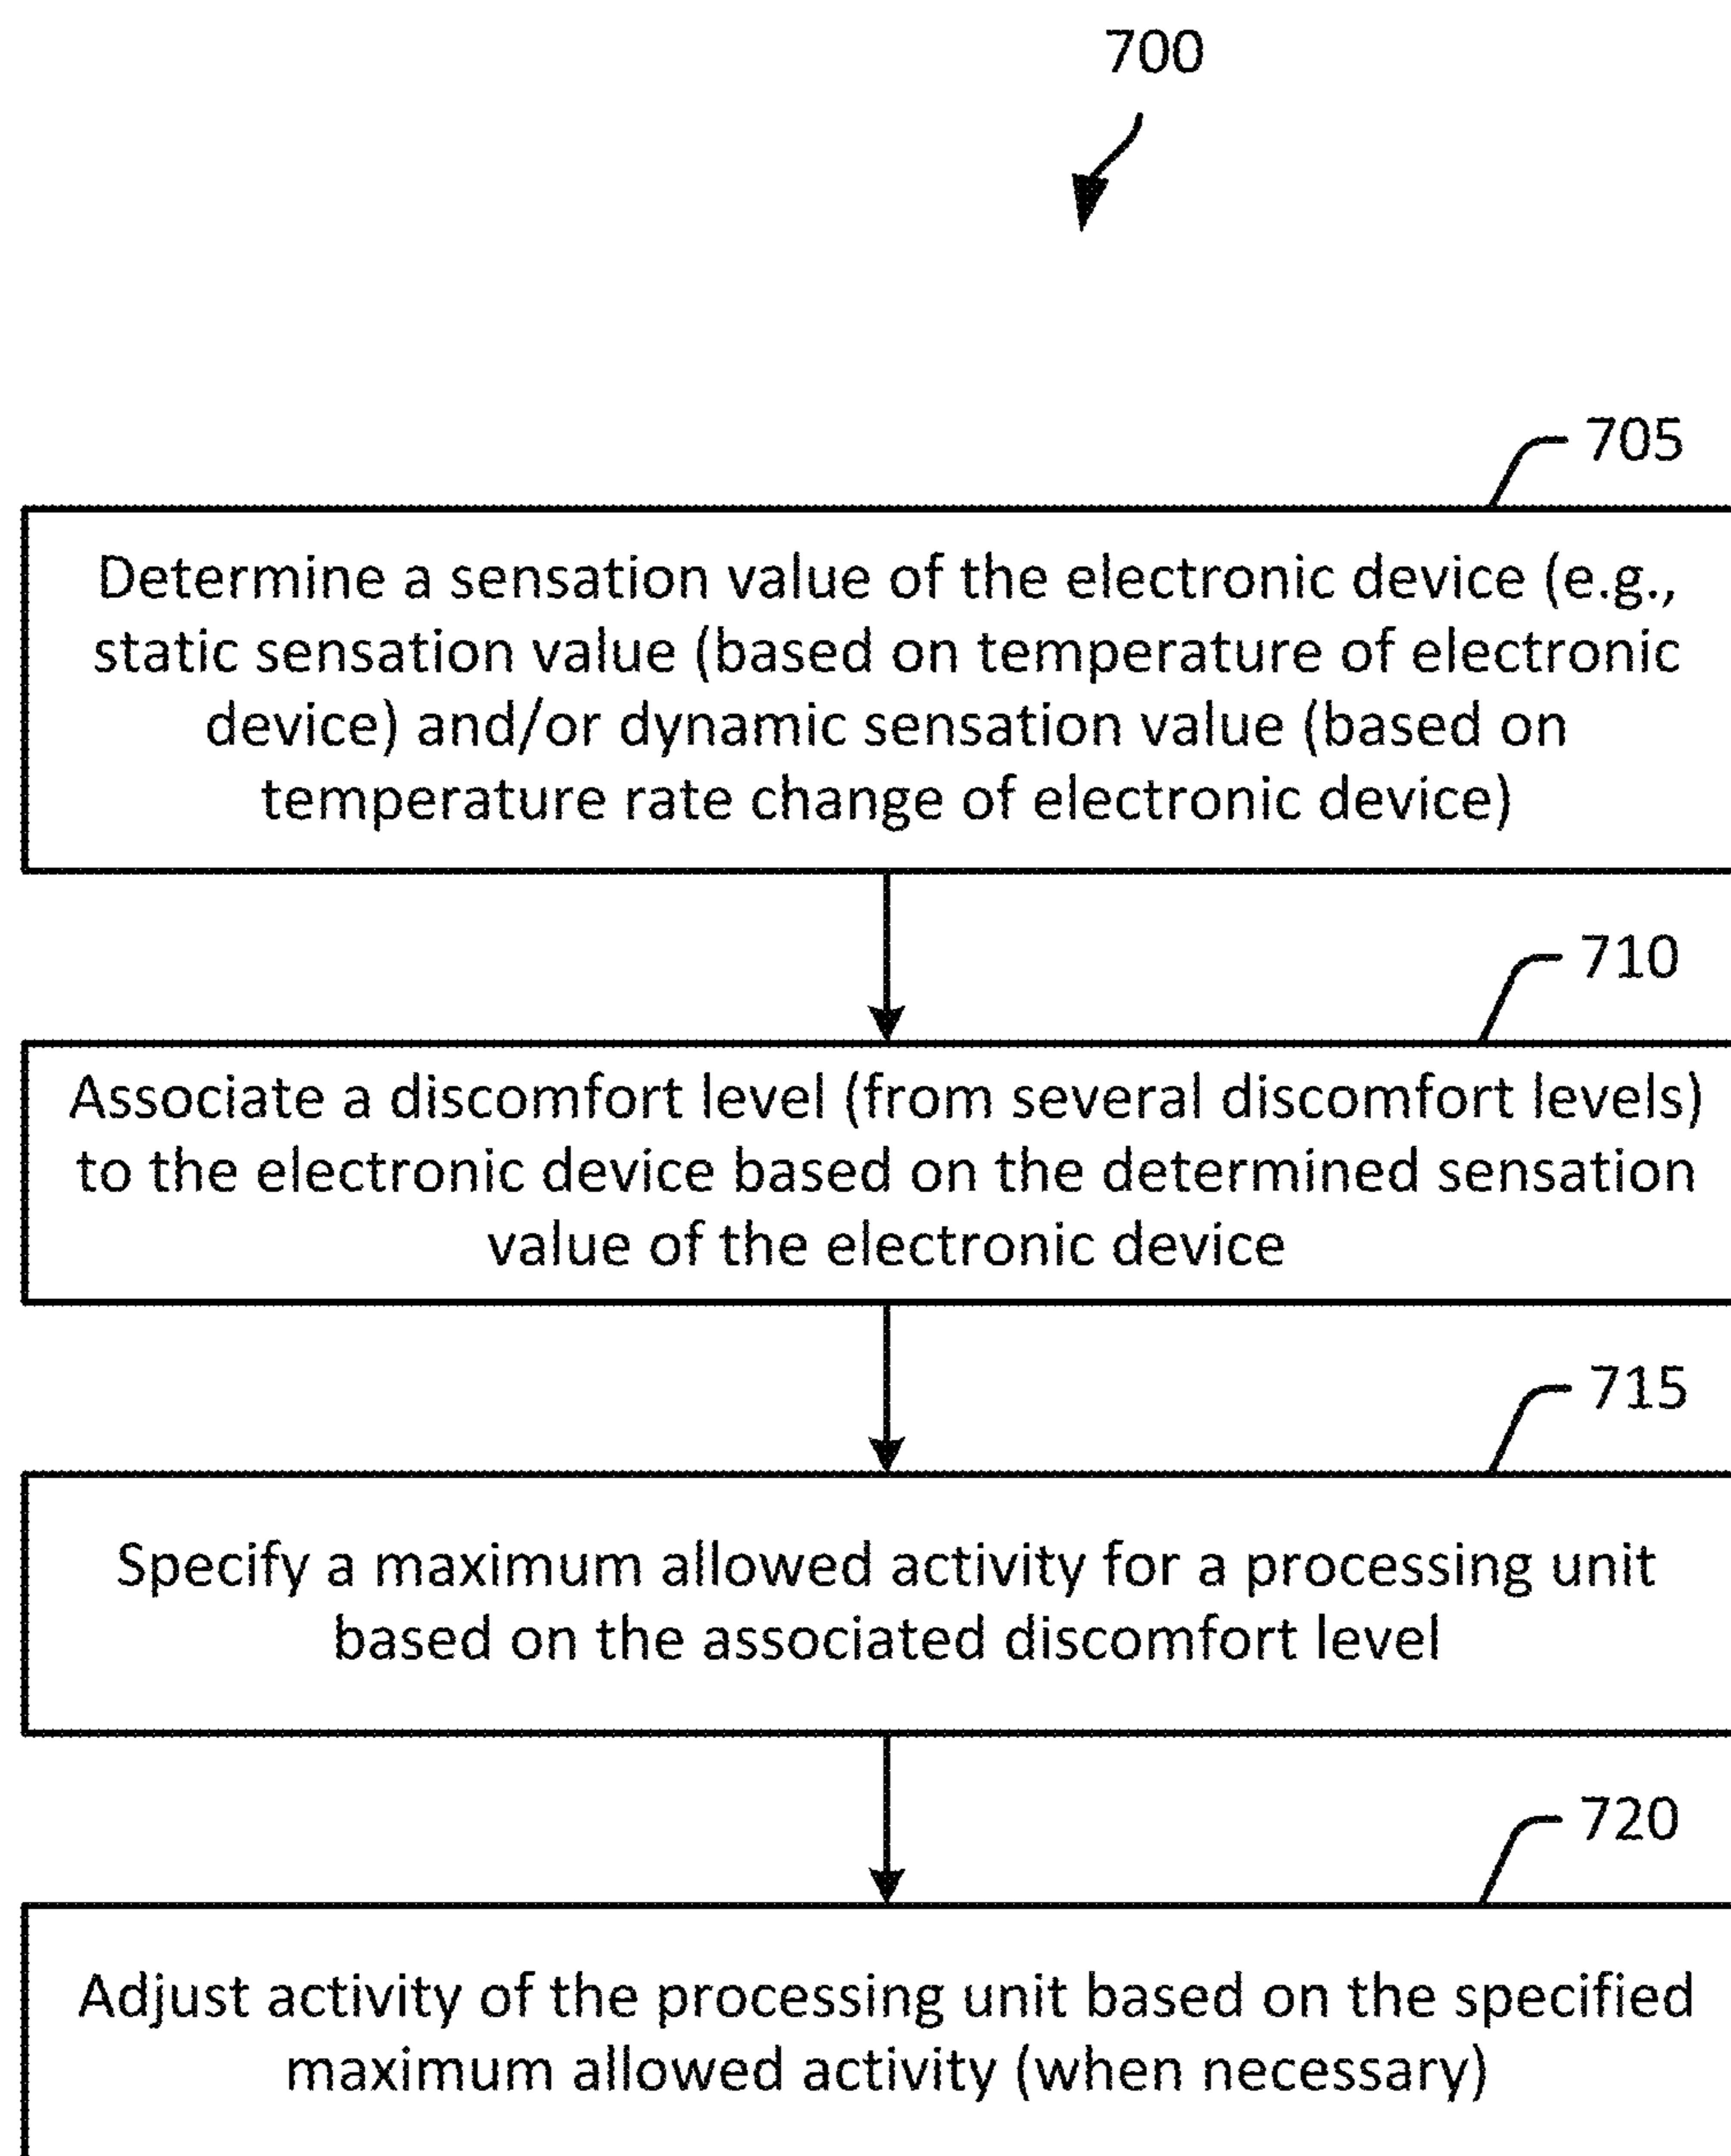 700
705
Determine a sensation value of the electronic device (e.g.,
static sensation value (based on temperature of electronic
device) and/or dynamic sensation value (based on
temperature rate change of electronic device)
710
Associate a discomfort level (from several discomfort levels)
to the electronic device based on the determined sensation
value of the electronic device
715
Specify a maximum allowed activity for a processing unit
based on the associated discomfort level
720
Adjust activity of the processing unit based on the specified
maximum allowed activity (when necessary)